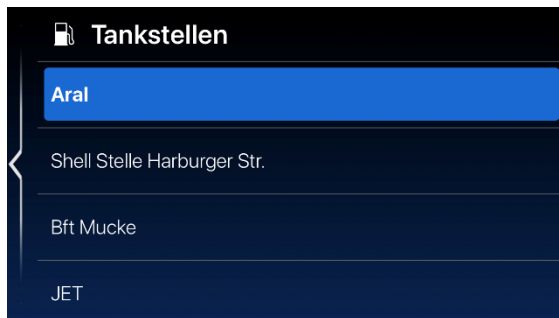 Tankstellen
Aral
Shell Stelle Harburger Str.
Bft Mucke
JET